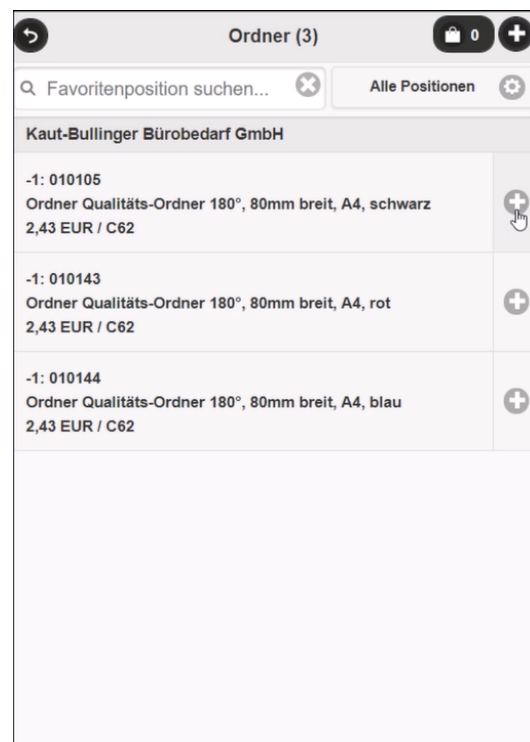 Ordner (3)
0
Favoritenposition suchen...
Alle Positionen
Kaut-Bullinger Bürobedarf GmbH
-1: 010105
Ordner Qualitäts-Ordner 180°, 80mm breit, A4, schwarz
2,43 EUR / C62
-1: 010143
Ordner Qualitäts-Ordner 180°, 80mm breit, A4, rot
2,43 EUR / C62
-1: 010144
Ordner Qualitäts-Ordner 180°, 80mm breit, A4, blau
2,43 EUR / C62